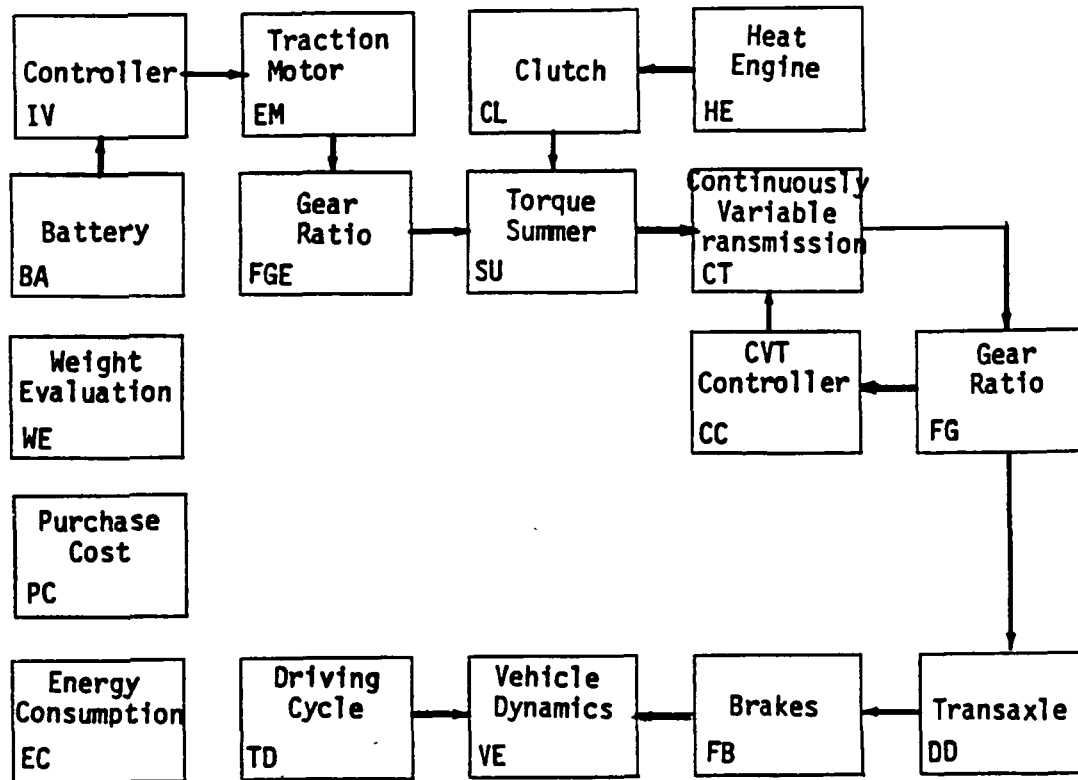 Controller
IV
Traction
Motor
EM
Clutch
CL
Heat
Engine
HE
Battery
BA
Gear
Ratio
FGE
Torque
Summer
SU
Continuously
Variable
ransmission
CT
Weight
Evaluation
WE
CVT
Controller
CC
Gear
Ratio
FG
Purchase
Cost
PC
Energy
Consumption
EC
Driving
Cycle
TD
Vehicle
Dynamics
VE
Brakes
FB
Transaxle
DD